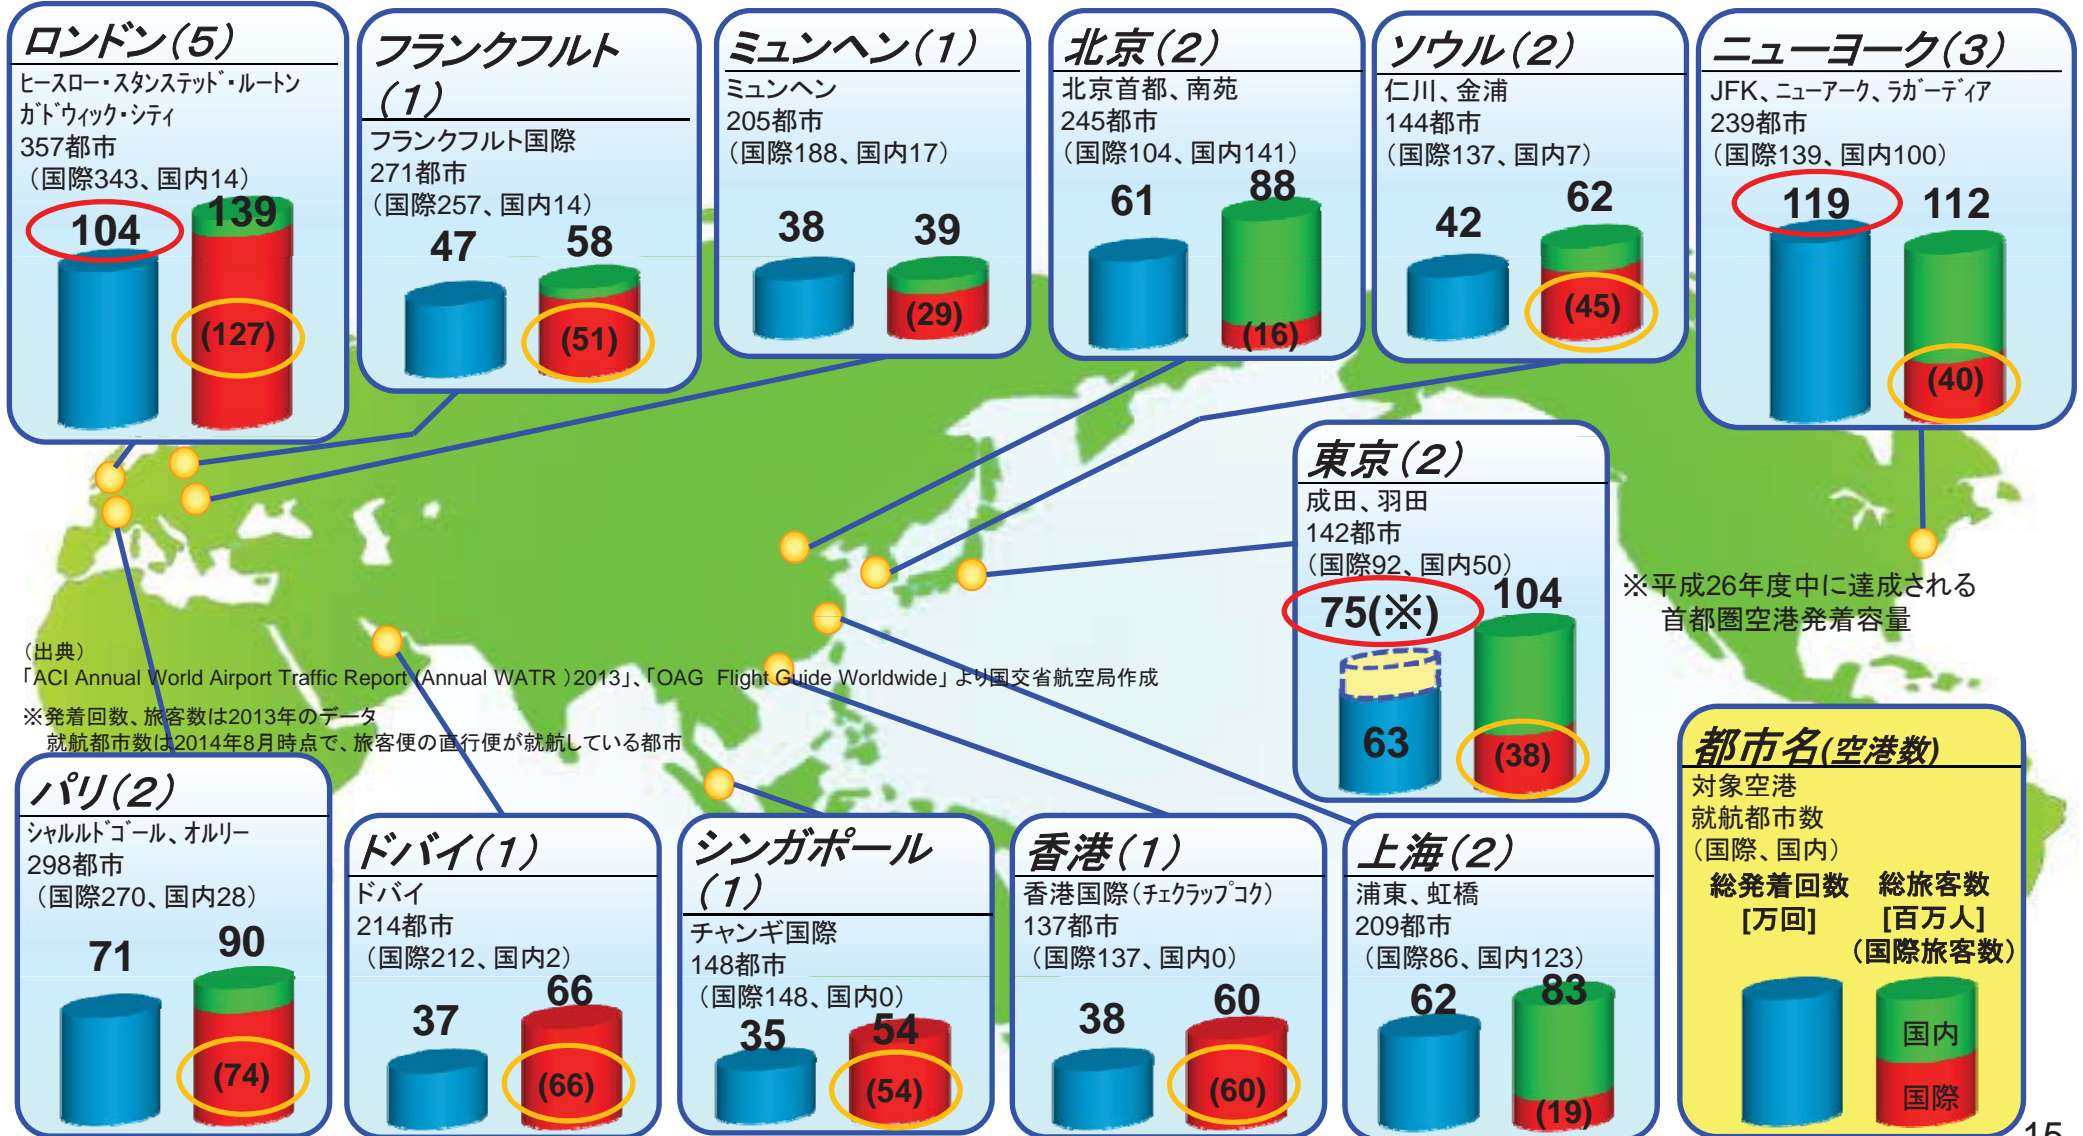 ロンドン(5)
ヒースロー・スタンステッド・ルートン
ガドウィック・シティ
357都市
(国際343、国内14)
104
139
(127)
フランクフルト
(1)
フランクフルト国際
271都市
(国際257、国内14)
47
58
(51)
ミュンヘン(1)
ミュンヘン
205都市
(国際188、国内17)
38
39
(29)
北京(2)
北京首都、南苑
245都市
(国際104、国内141)
61
88
(16)
ソウル(2)
仁川、金浦
144都市
(国際137、国内7)
42
62
(45)
ニューヨーク(3)
JFK、ニューアーク、ラガーディア
239都市
(国際139、国内100)
119
112
(40)
東京(2)
成田、羽田
142都市
(国際92、国内50)
75(※)
104
63
(38)
※平成26年度中に達成される
首都圏空港発着容量
(出典)
「ACI Annual World Airport Traffic Report (Annual WATR )2013」、「OAG Flight Guide Worldwide」 より国交省航空局作成
※発着回数、旅客数は2013年のデータ
就航都市数は2014年8月時点で、旅客便の直行便が就航している都市
パリ(2)
シャルルドゴール、オルリー
298都市
(国際270、国内28)
71
90
(74)
ドバイ(1)
ドバイ
214都市
(国際212、国内2)
37
66
(66)
シンガポール
(1)
チャンギ国際
148都市
(国際148、国内0)
35
54
(54)
香港(1)
香港国際(チェクラップコク)
137都市
(国際137、国内0)
38
60
(60)
上海(2)
浦東、虹橋
209都市
(国際86、国内123)
62
83
(19)
都市名(空港数)
対象空港
就航都市数
(国際、国内)
総発着回数 総旅客数
[万回] [百万人]
(国際旅客数)
国内
国際
15